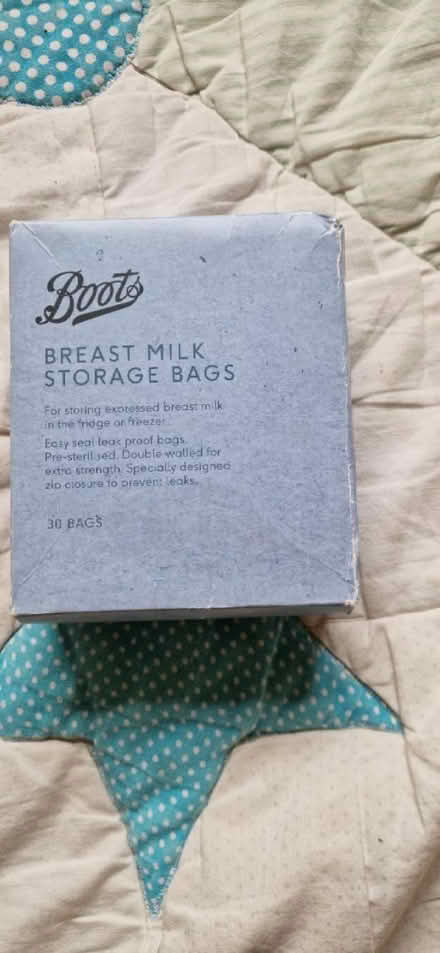 Boots
BREAST MILK
STORAGE BAGS
For storing expressed breast milk
in the fridge or freezer.
Easy seal leak proof bags.
Pre-sterilised. Double walled for
extra strength. Specially designed
zip closure to prevent leaks.
30 BAGS